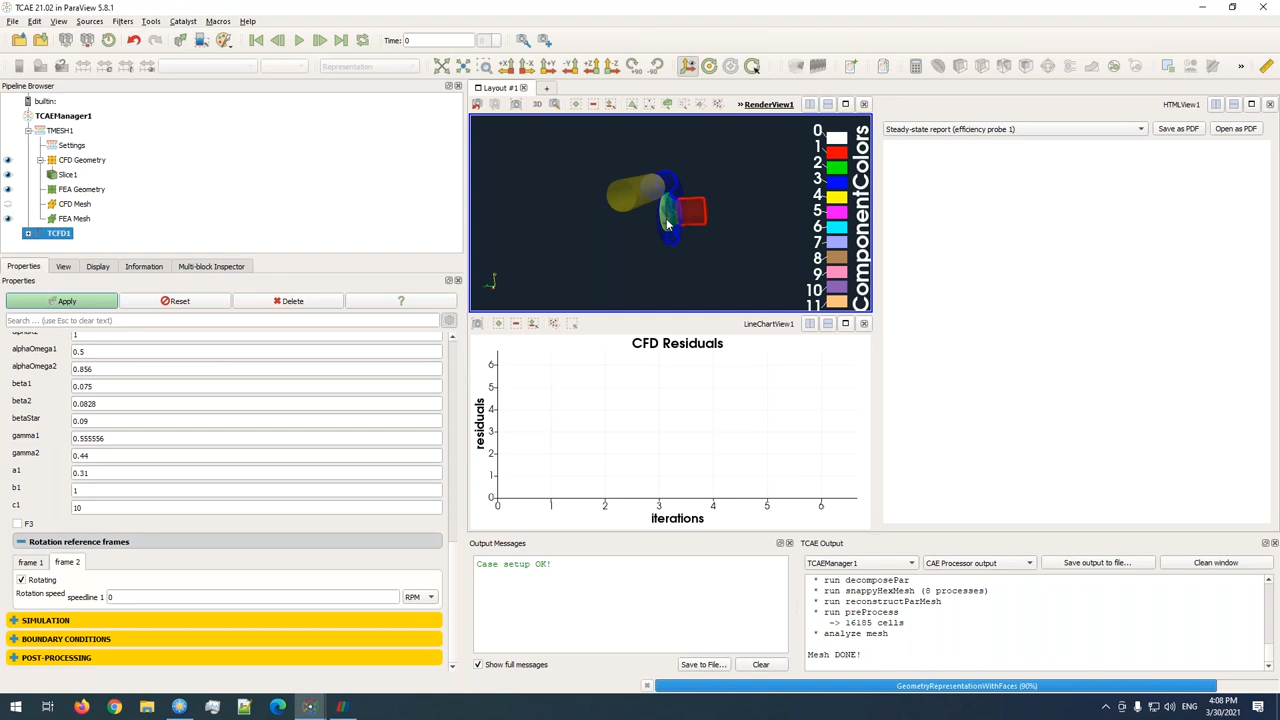 TCAE 21.02 in ParaView 5.8.1
File Edit View Sources Filters Tools Catalyst Macros Help
Time: 0
0
Representation
+X -X +Y -Y +Z -Z +90 -90
Pipeline Browser
builtin:
TCAEManager1
TMESH1
Settings
CFD Geometry
Slice1
FEA Geometry
CFD Mesh
FEA Mesh
TCFD1
Properties View Display Information Multi-block Inspector
Properties
Apply Reset Delete ?
Search ... (use Esc to clear text)
1
alphaOmega1 0.5
alphaOmega2 0.856
beta1 0.075
beta2 0.0828
betaStar 0.09
gamma1 0.555556
gamma2 0.44
a1 0.31
b1 1
c1 10
F3
Rotation reference frames
frame 1 frame 2
Rotating
Rotation speed speedline 1 0 RPM
SIMULATION
BOUNDARY CONDITIONS
POST-PROCESSING
Layout #1 +
3D RenderView1
0
1
2
3
4
5
6
7
8
9
10
11
ComponentColors
LineChartView1
CFD Residuals
residuals
6
5
4
3
2
1
0
0 1 2 3 4 5 6
iterations
HTMLView1
Steady-state report (efficiency probe 1) Save as PDF Open as PDF
Output Messages
Case setup OK!
Show full messages Save to File... Clear
TCAE Output
TCAEManager1 CAE Processor output Save output to file... Clean window
* run decomposePar
* run snappyHexMesh (8 processes)
* run reconstructParMesh
* run preProcess
-> 16185 cells
* analyze mesh
Mesh DONE!
GeometryRepresentationWithFaces (90%)
ENG
4:08 PM
3/30/2021